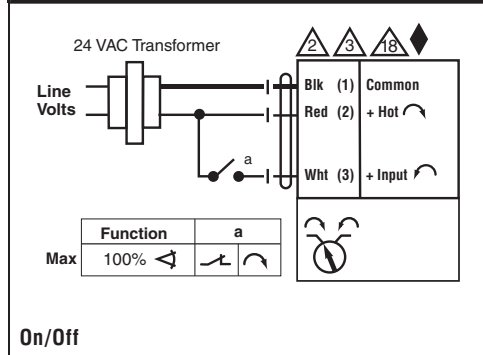 24 VAC Transformer
2 3 18
Line
Volts
Blk (1) Common
Red (2) + Hot
a
Wht (3) + Input
Function a
Max 100%
On/Off